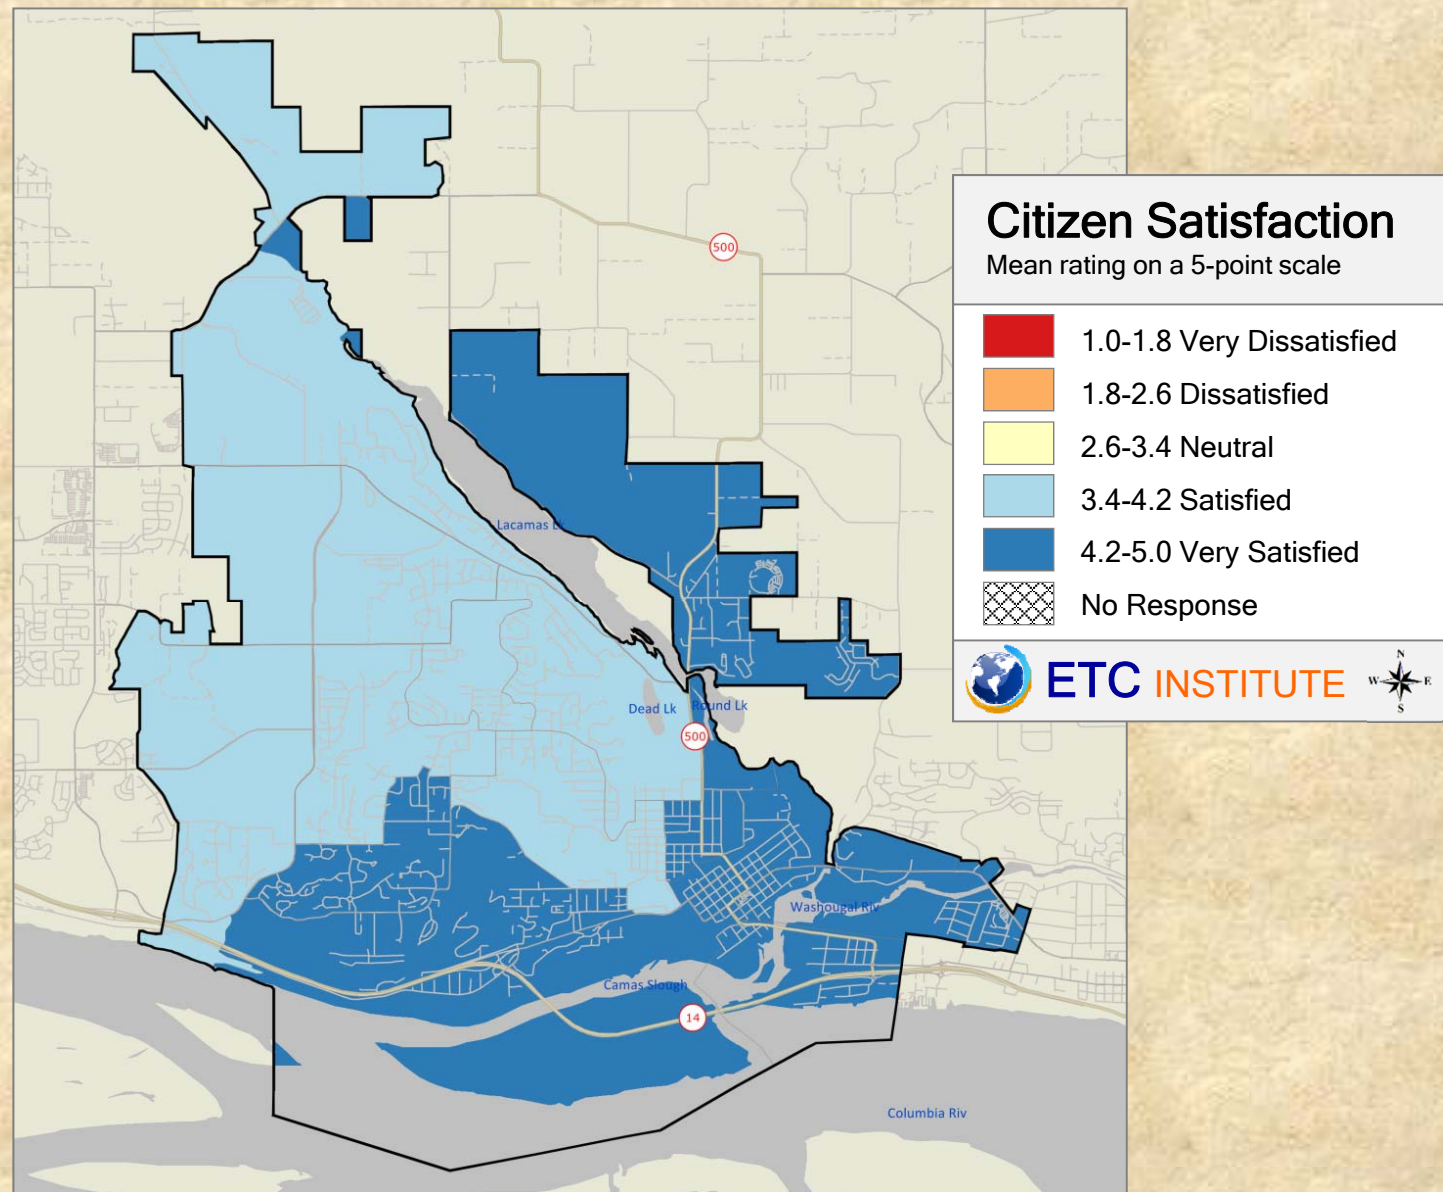 500
Lacamas Lk
Dead Lk
Round Lk
500
Washougal Riv
Camas Slough
14
Columbia Riv
Citizen Satisfaction
Mean rating on a 5-point scale
1.0-1.8 Very Dissatisfied
1.8-2.6 Dissatisfied
2.6-3.4 Neutral
3.4-4.2 Satisfied
4.2-5.0 Very Satisfied
No Response
ETC INSTITUTE
N
W E
S